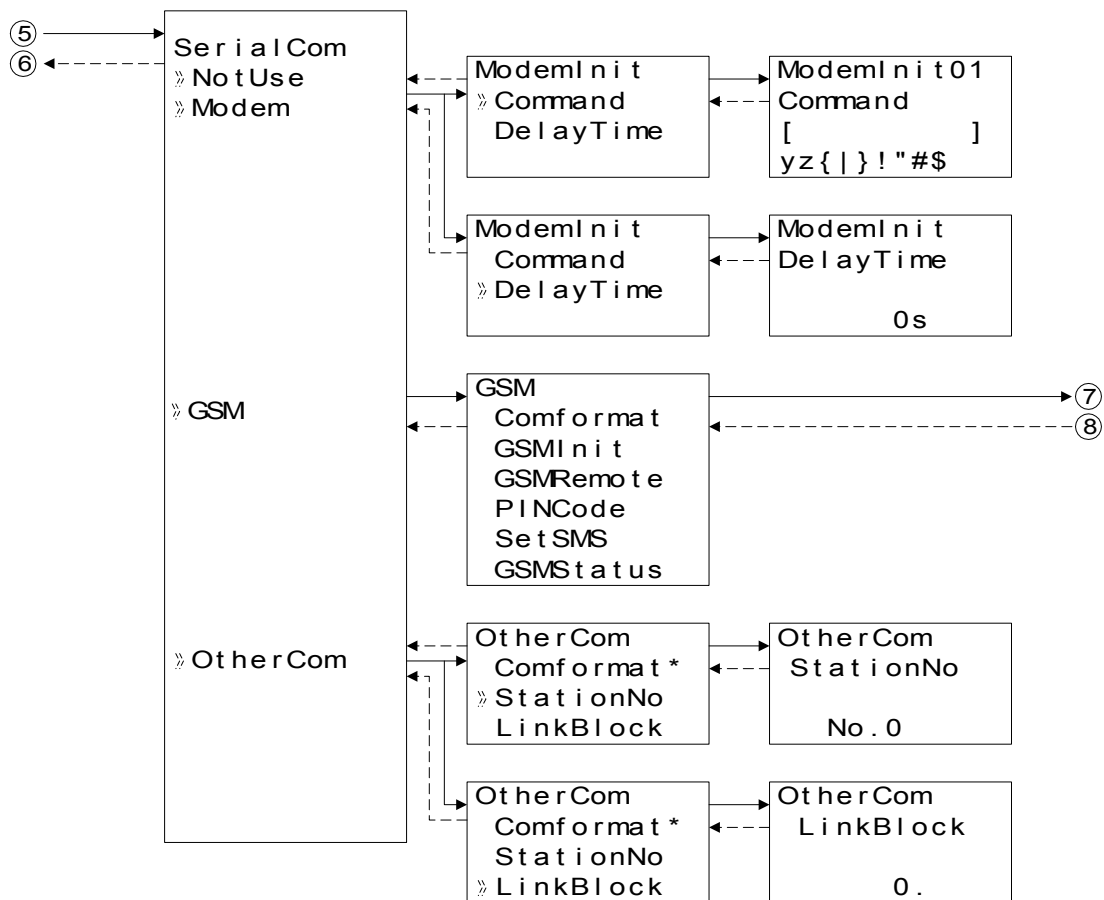 ⑤
⑥
SerialCom
»NotUse
»Modem
ModemInit
»Command
DelayTime
ModemInit01
Command
[ ]
yz{|}!"#$
ModemInit
Command
»DelayTime
ModemInit
DelayTime
0s
»GSM
GSM
Comformat
GSMInit
GSMRemote
PINCode
SetSMS
GSMStatus
⑦
⑧
»OtherCom
OtherCom
Comformat*
»StationNo
LinkBlock
OtherCom
StationNo
No.0
OtherCom
Comformat*
StationNo
»LinkBlock
OtherCom
LinkBlock
0.